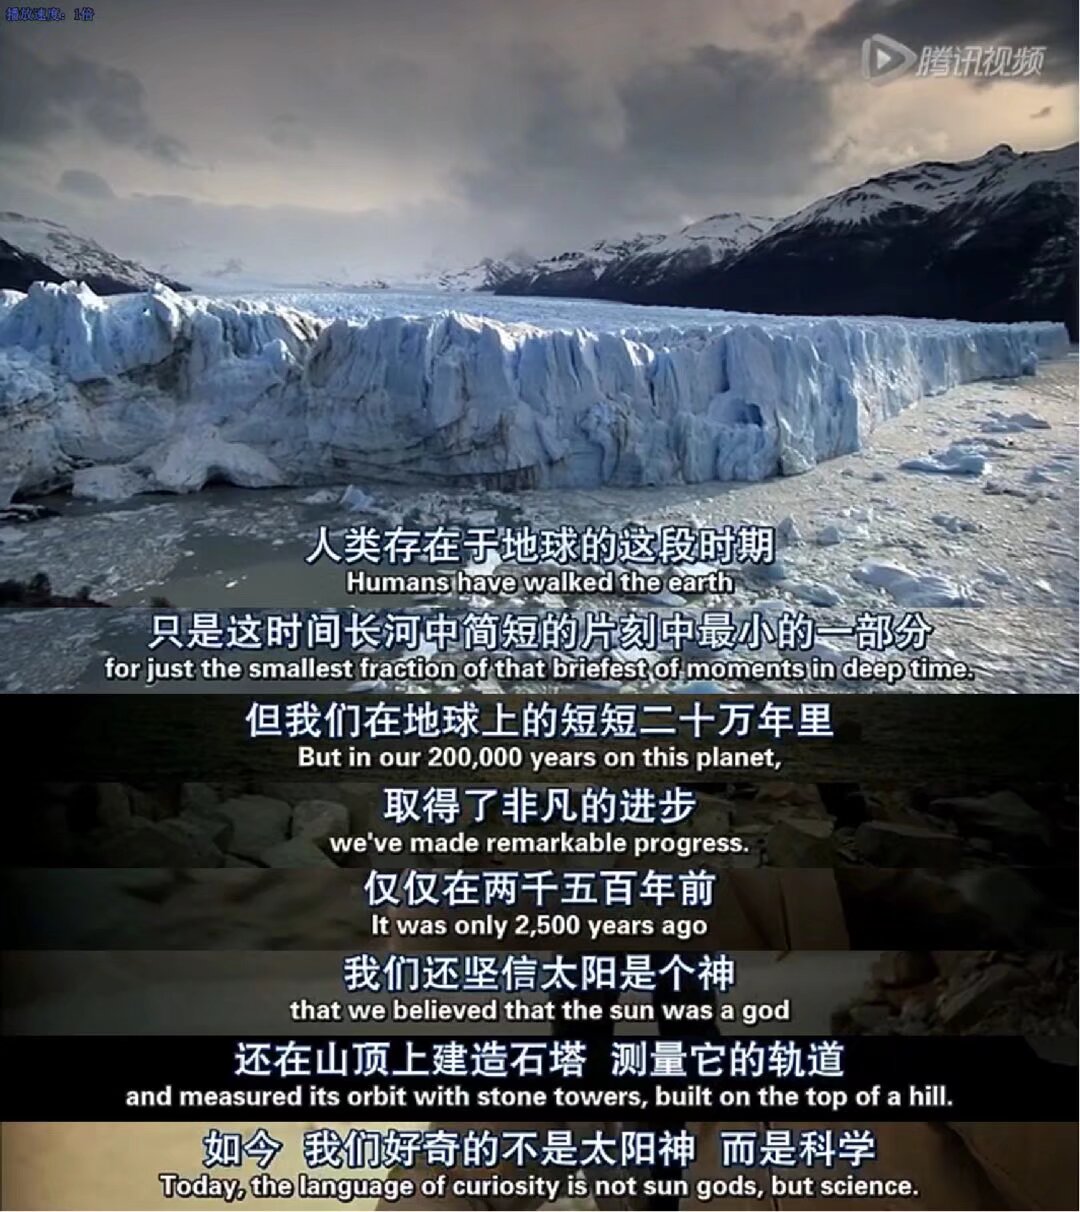 播放速度：1倍
腾讯视频
人类存在于地球的这段时期
Humans have walked the earth
只是这时间长河中简短的片刻中最小的一部分
for just the smallest fraction of that briefest of moments in deep time.
但我们在地球上的短短二十万年里
But in our 200,000 years on this planet,
取得了非凡的进步
we've made remarkable progress.
仅仅在两千五百年前
It was only 2,500 years ago
我们还坚信太阳是个神
that we believed that the sun was a god
还在山顶上建造石塔 测量它的轨道
and measured its orbit with stone towers, built on the top of a hill.
如今 我们好奇的不是太阳神 而是科学
Today, the language of curiosity is not sun gods, but science.